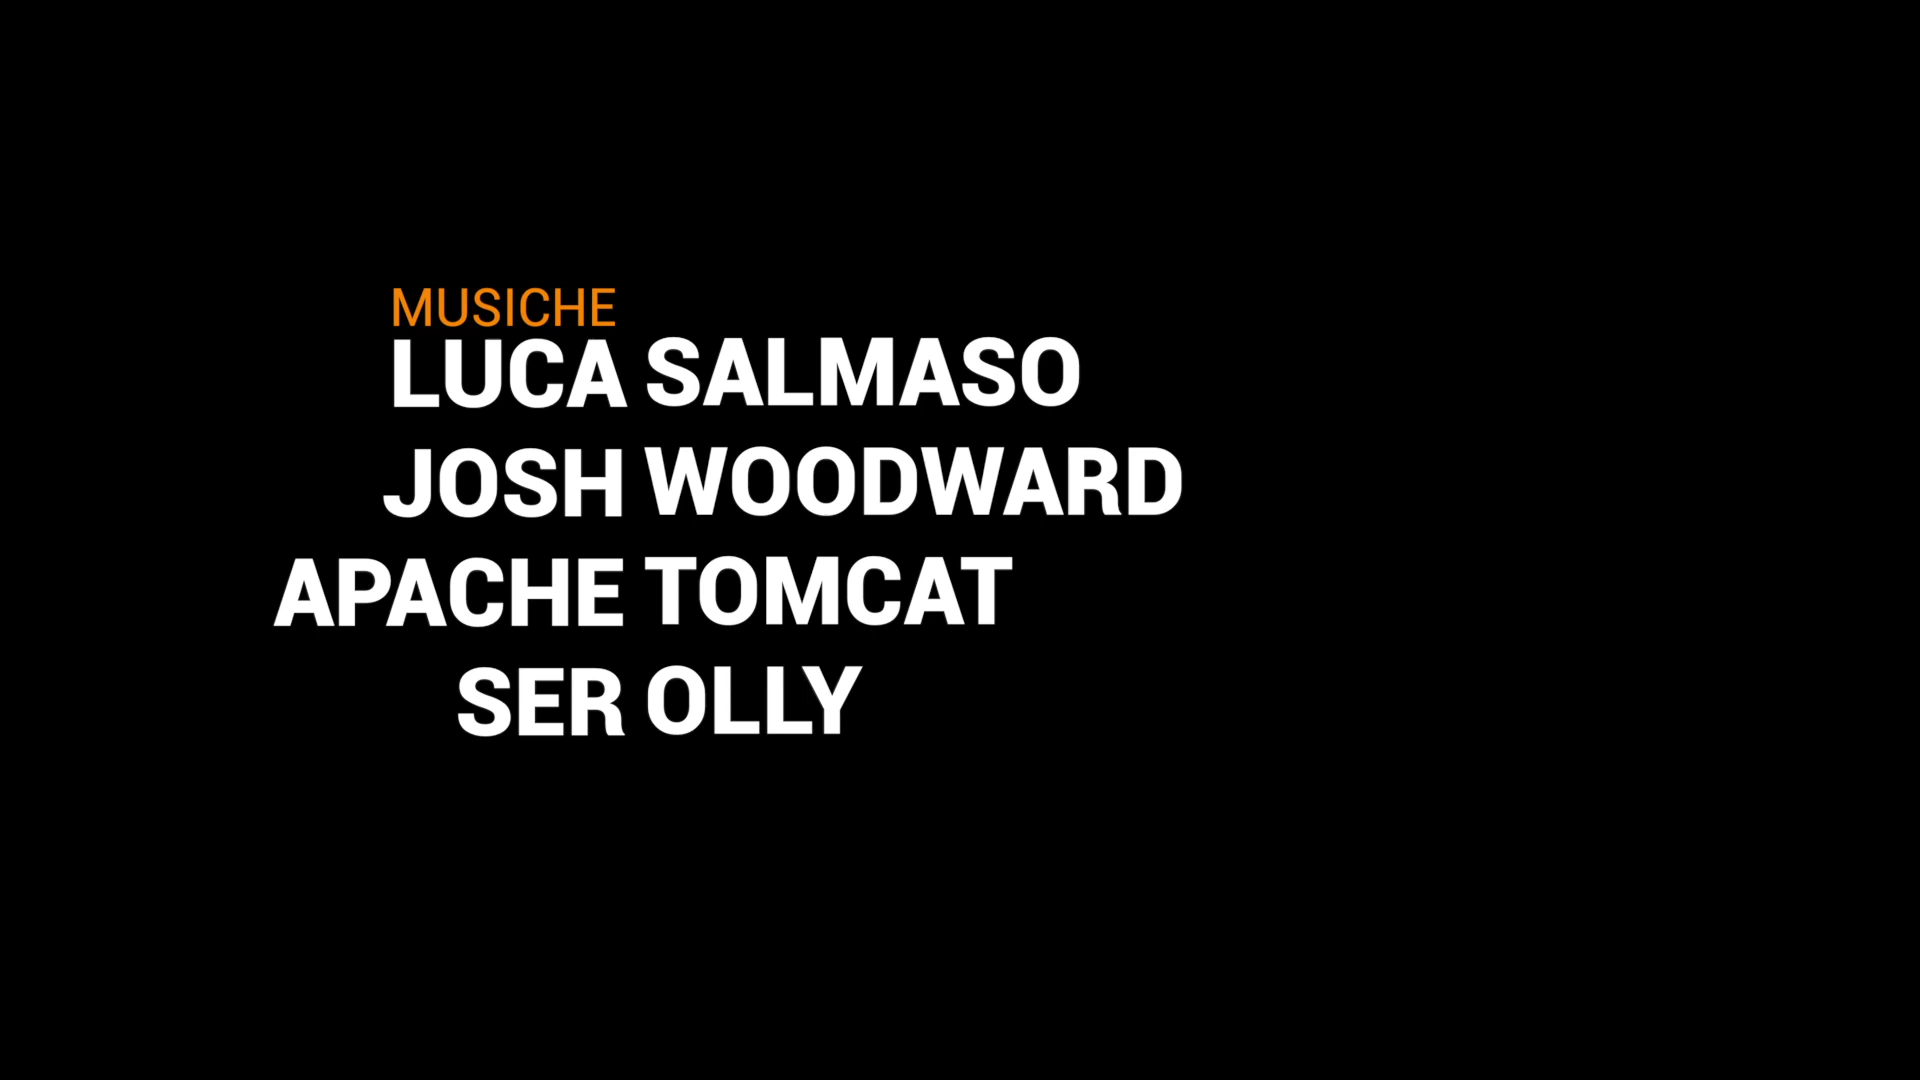 MUSICHE
LUCA SALMASO
JOSH WOODWARD
APACHE TOMCAT
SER OLLY